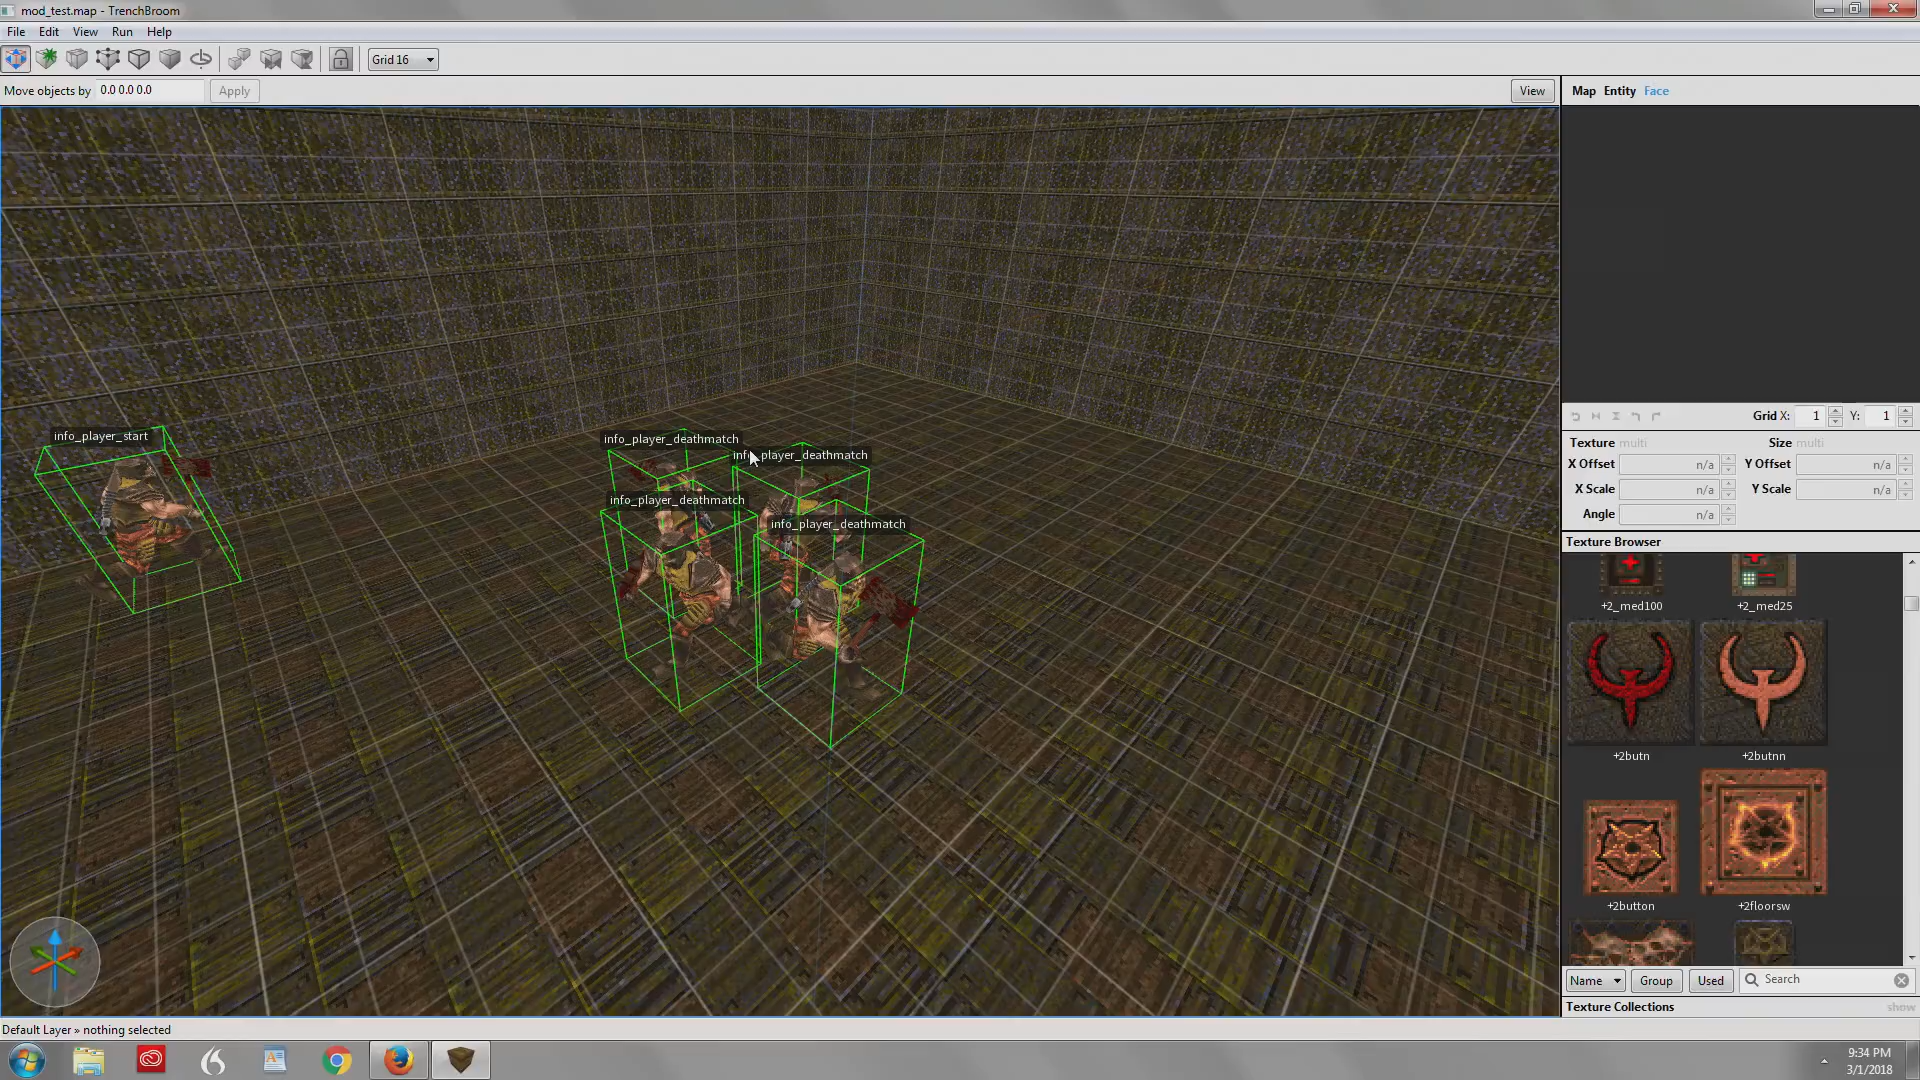 mod_test.map - TrenchBroom
File Edit View Run Help
Grid 16
Move objects by 0.0 0.0 0.0 Apply View
Map Entity Face
info_player_start
info_player_deathmatch
info_player_deathmatch
info_player_deathmatch
info_player_deathmatch
Grid X: 1 Y: 1
Texture multi Size multi
X Offset n/a Y Offset n/a
X Scale n/a Y Scale n/a
Angle n/a
Texture Browser
+2_med100 +2_med25
+2butn +2butnn
+2button +2floorsw
Name Group Used Search
Texture Collections show
Default Layer » nothing selected
9:34 PM
3/1/2018